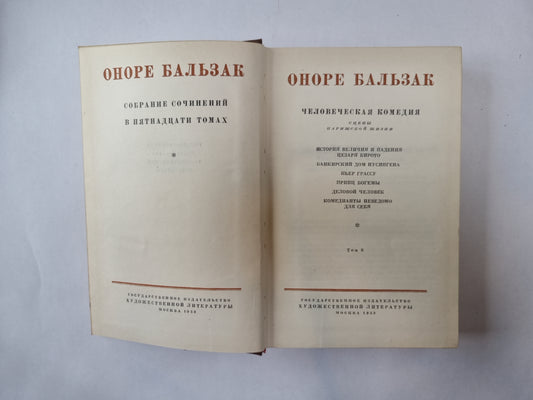 ОНОРЕ БАЛЬЗАК
СОБРАНИЕ СОЧИНЕНИЙ
В ПЯТНАДЦАТИ ТОМАХ
ГОСУДАРСТВЕННОЕ ИЗДАТЕЛЬСТВО
ХУДОЖЕСТВЕННОЙ ЛИТЕРАТУРЫ
МОСКВА
ОНОРЕ БАЛЬЗАК
ЧЕЛОВЕЧЕСКАЯ КОМЕДИЯ
СЦЕНЫ
ПАРИЖСКОЙ ЖИЗНИ
ИСТОРИЯ ВЕЛИЧИЯ И ПАДЕНИЯ
ЦЕЗАРЯ БИРОТО
БАНКИРСКИЙ ДОМ НУСИНГЕНА
ПЬЕР ГРАССУ
ПРИНЦ БОГЕМЫ
ДЕЛОВОЙ ЧЕЛОВЕК
КОМЕДИАНТЫ НЕВЕДОМО
ДЛЯ СЕБЯ
Том
ГОСУДАРСТВЕННОЕ ИЗДАТЕЛЬСТВО
ХУДОЖЕСТВЕННОЙ ЛИТЕРАТУРЫ
МОСКВА